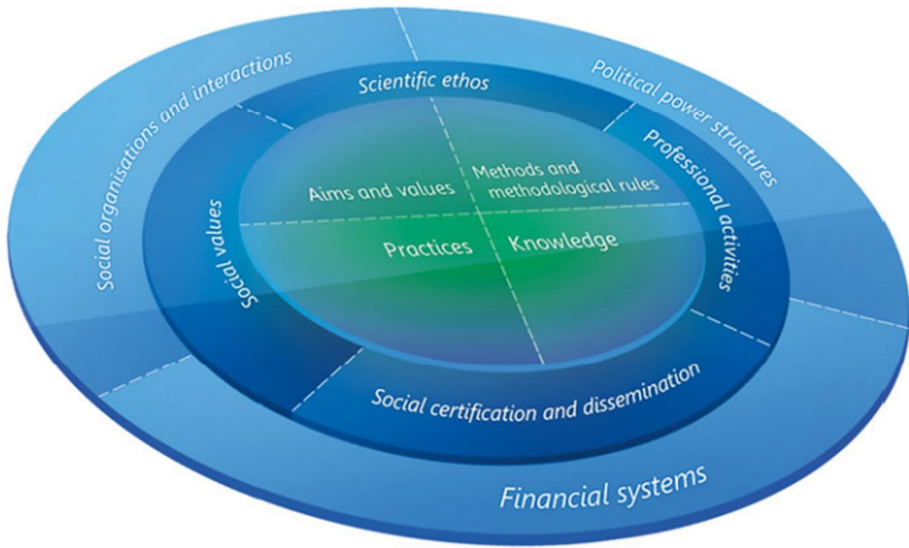 Social organisations and interactions
Political power structures
Financial systems
Scientific ethos
Professional activities
Social certification and dissemination
Social values
Aims and values
Methods and
methodological rules
Practices
Knowledge